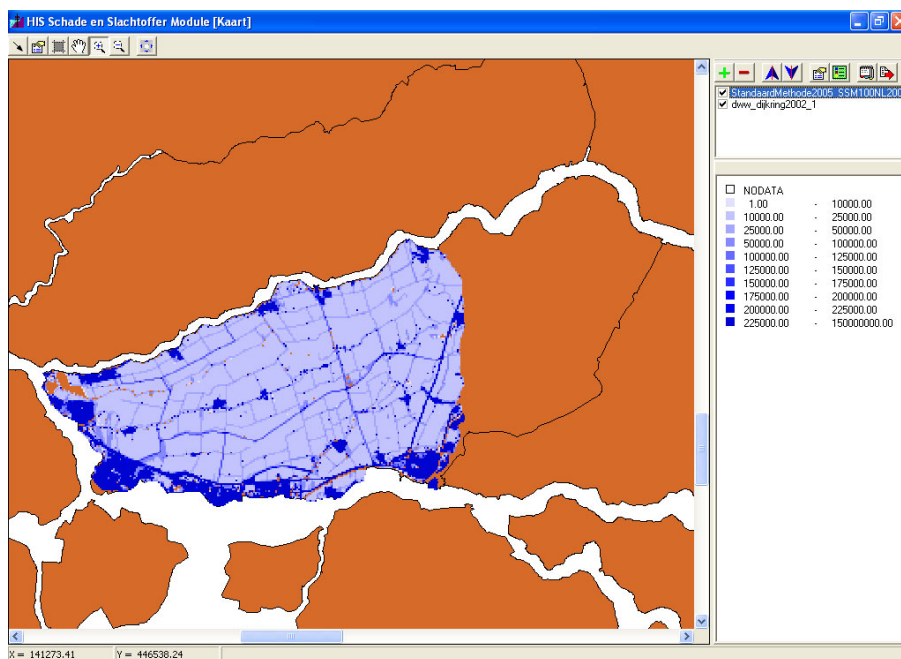 HIS Schade en Slachtoffer Module [Kaart]
StandaardMethode2005_SSM100NL200
dww_dijkring2002_1
NODATA
1.00 - 10000.00
10000.00 - 25000.00
25000.00 - 50000.00
50000.00 - 100000.00
100000.00 - 125000.00
125000.00 - 150000.00
150000.00 - 175000.00
175000.00 - 200000.00
200000.00 - 225000.00
225000.00 - 150000000.00
X = 141273.41 Y = 446538.24